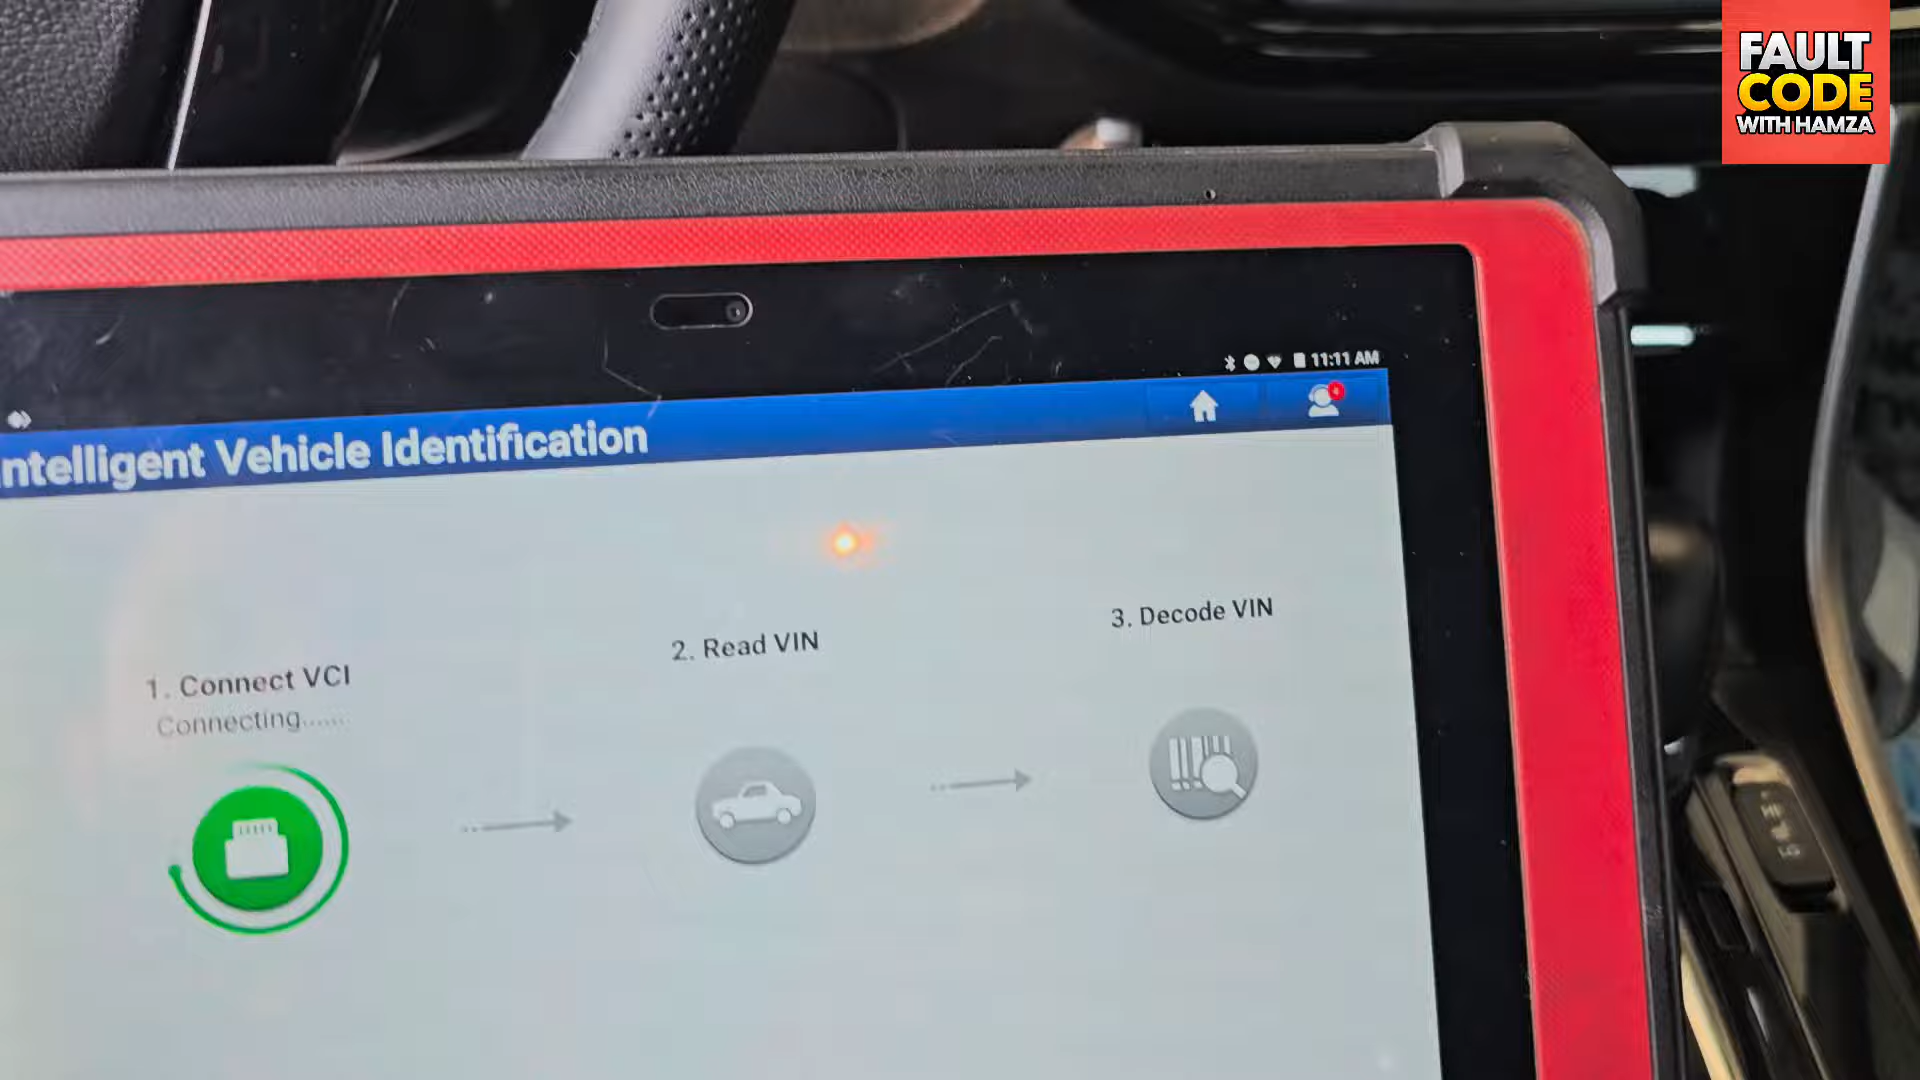 FAULT
CODE
WITH HAMZA
11:11 AM
ntelligent Vehicle Identification
1. Connect VCI
Connecting......
2. Read VIN
3. Decode VIN